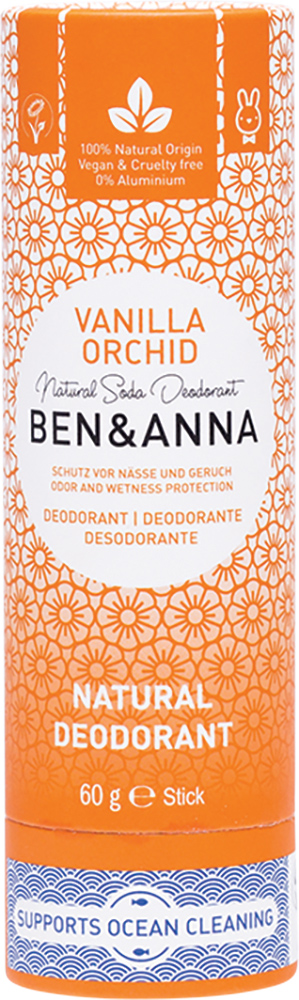 100% Natural Origin
Vegan & Cruelty free
0% Aluminium
VANILLA
ORCHID
Natural Soda Deodorant
BEN&ANNA
SCHUTZ VOR NÄSSE UND GERUCH
ODOR AND WETNESS PROTECTION
DEODORANT | DEODORANTE
DESODORANTE
NATURAL
DEODORANT
60 g ℮ Stick
SUPPORTS OCEAN CLEANING